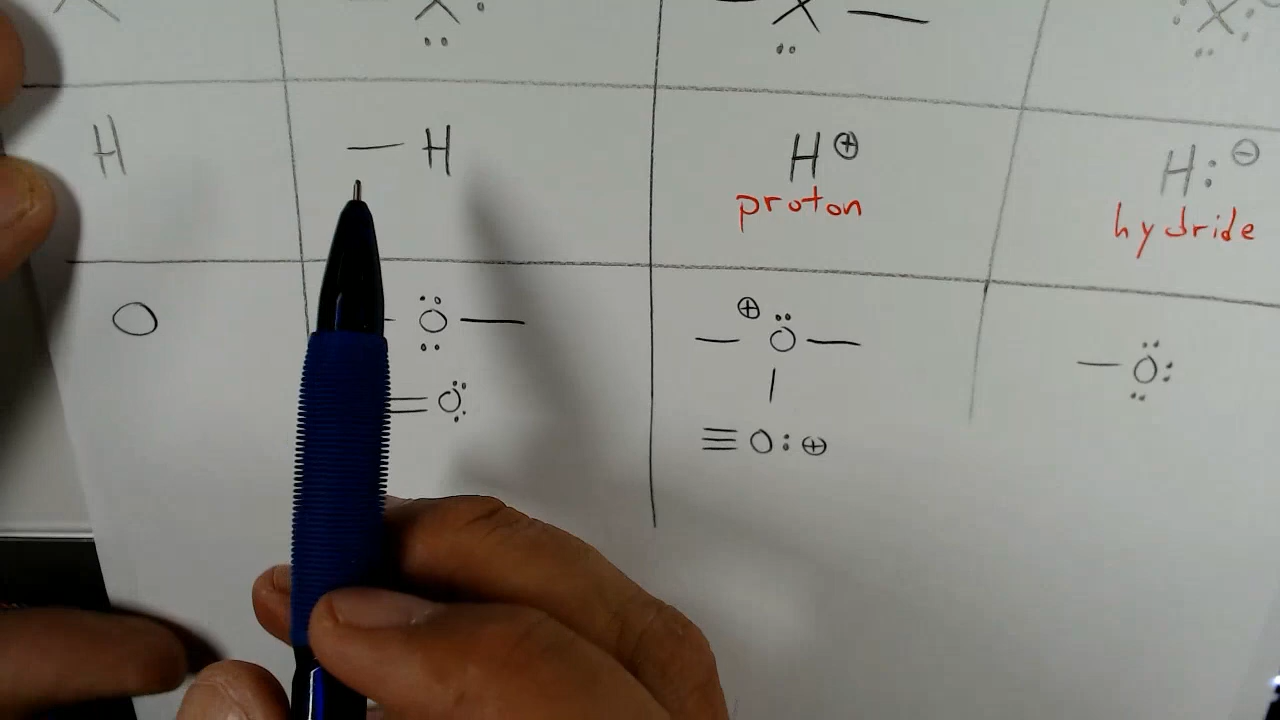 X X X X
H — H H⊕ H:⊖
proton hydride
O — Ö — ⊕ — Ö — — Ö:
= Ö
≡ O: ⊕